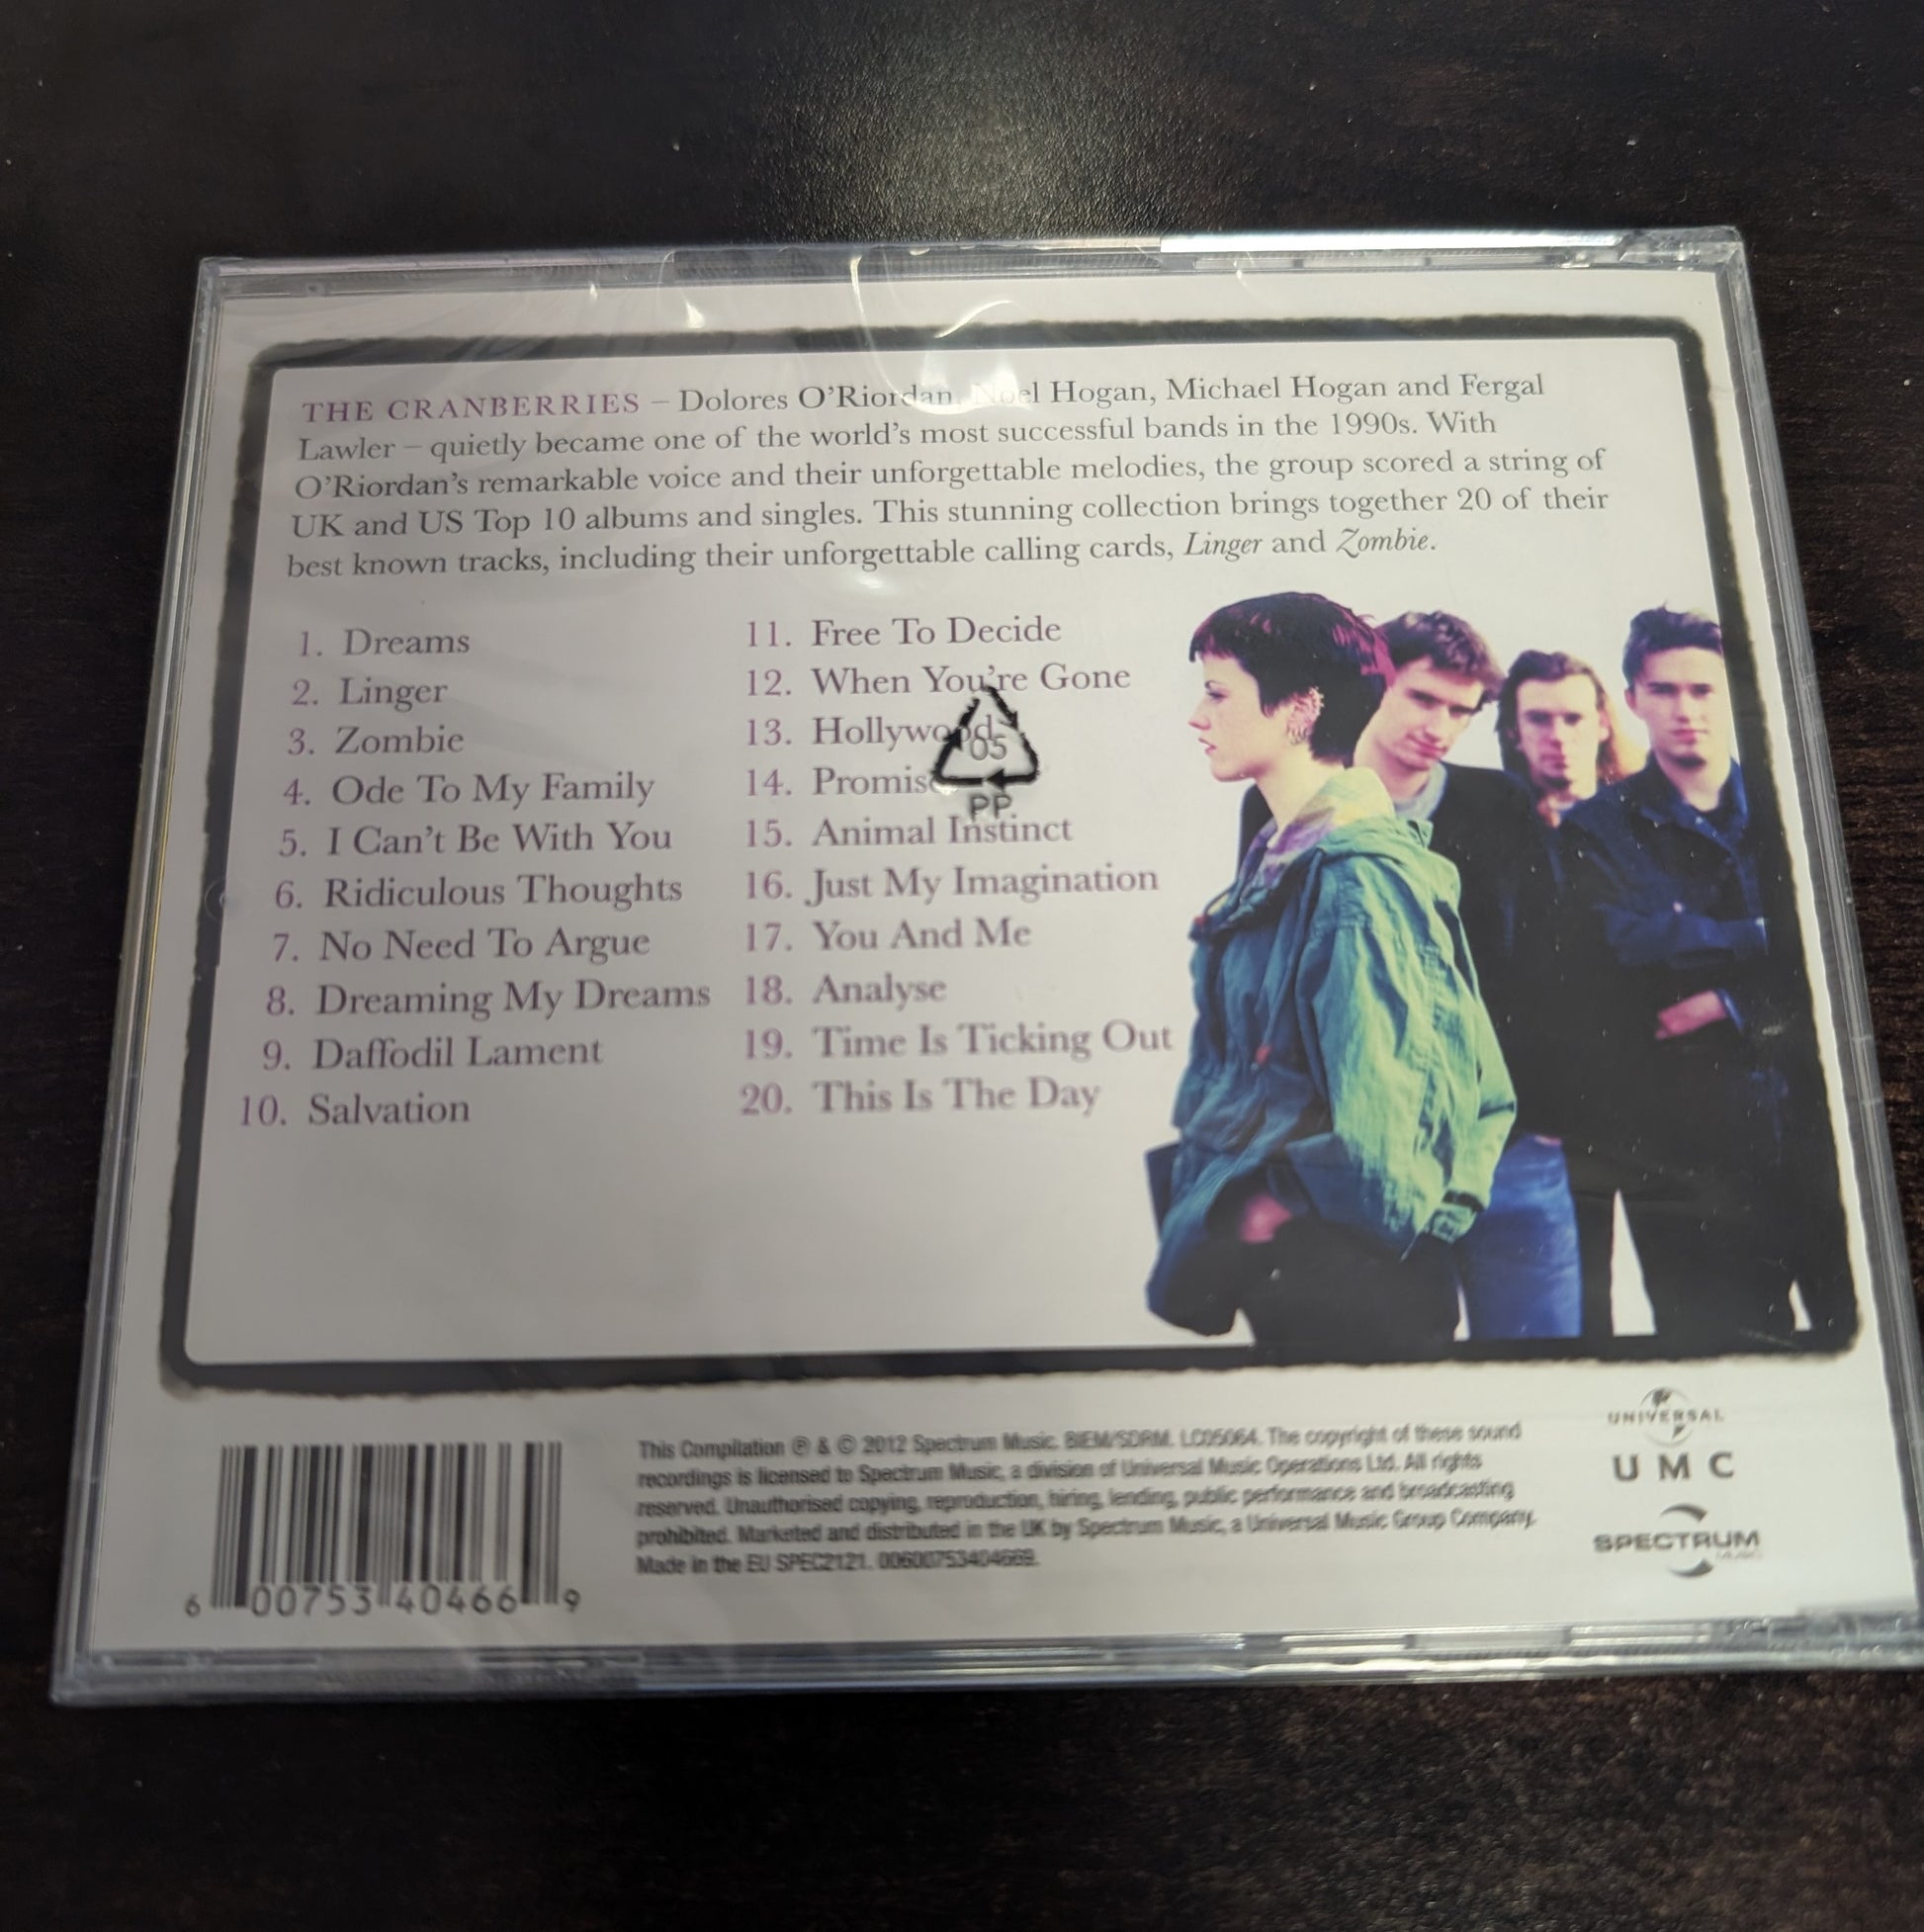 THE CRANBERRIES – Dolores O'Riordan, Noel Hogan, Michael Hogan and Fergal
Lawler – quietly became one of the world's most successful bands in the 1990s. With
O'Riordan's remarkable voice and their unforgettable melodies, the group scored a string of
UK and US Top 10 albums and singles. This stunning collection brings together 20 of their
best known tracks, including their unforgettable calling cards, Linger and Zombie.
1. Dreams
2. Linger
3. Zombie
4. Ode To My Family
5. I Can't Be With You
6. Ridiculous Thoughts
7. No Need To Argue
8. Dreaming My Dreams
9. Daffodil Lament
10. Salvation
11. Free To Decide
12. When You're Gone
13. Hollywood
14. Promises
15. Animal Instinct
16. Just My Imagination
17. You And Me
18. Analyse
19. Time Is Ticking Out
20. This Is The Day
05
PP
6 00753 40466 9
This Compilation ℗ & © 2012 Spectrum Music. BIEM/SDRM. LC05064. The copyright of these sound
recordings is licensed to Spectrum Music, a division of Universal Music Operations Ltd. All rights
reserved. Unauthorised copying, reproduction, hiring, lending, public performance and broadcasting
prohibited. Marketed and distributed in the UK by Spectrum Music, a Universal Music Group Company.
Made in the EU SPEC2121. 00600753404669.
UNIVERSAL
UMC
SPECTRUM
MUSIC